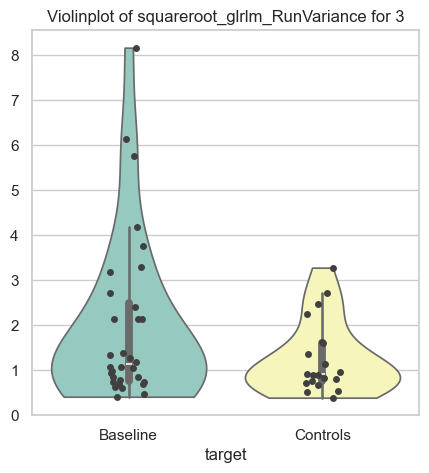 Violinplot of squareroot_glrlm_RunVariance for 3
8
7
6
5
4
3
2
1
0
Baseline
Controls
target